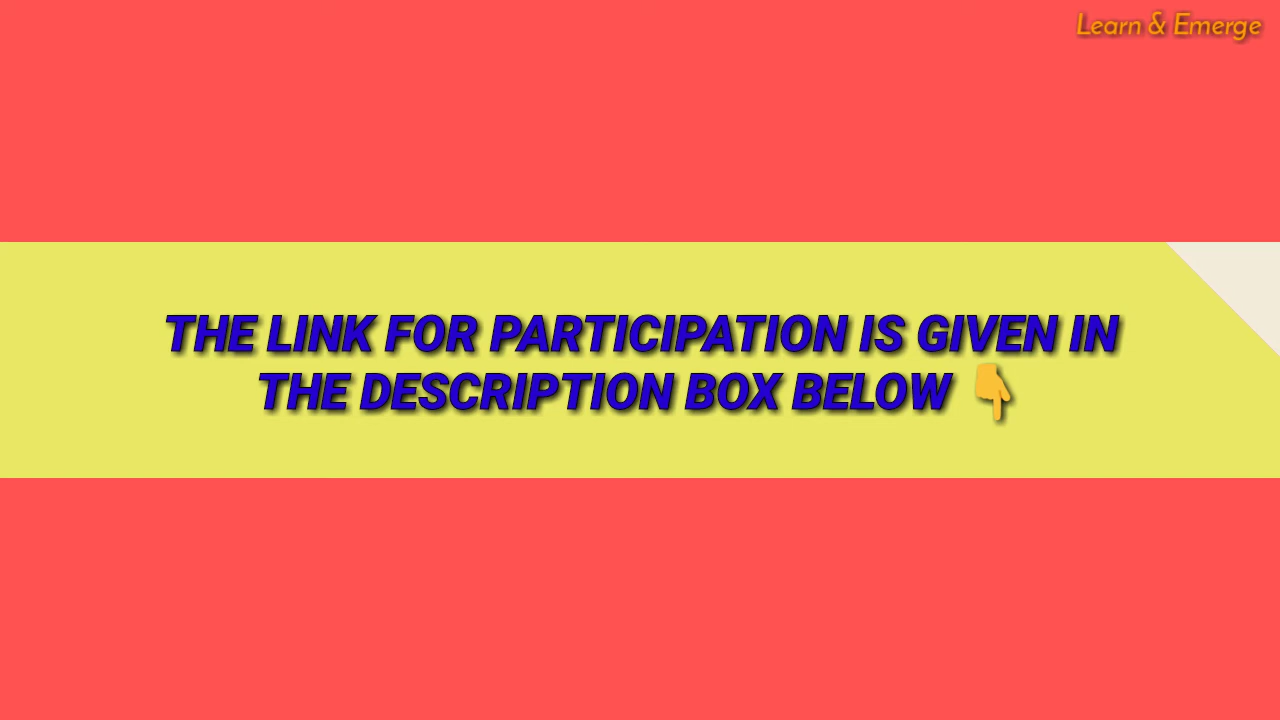 Learn & Emerge
THE LINK FOR PARTICIPATION IS GIVEN IN
THE DESCRIPTION BOX BELOW 👇